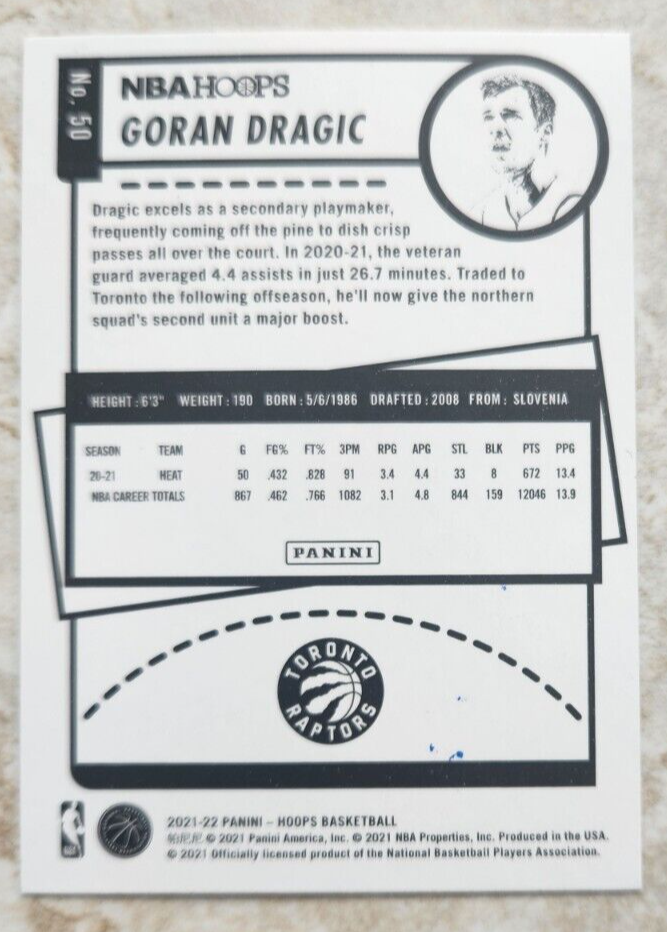 No. 50
NBA HOOPS
GORAN DRAGIC
Dragic excels as a secondary playmaker,
frequently coming off the pine to dish crisp
passes all over the court. In 2020-21, the veteran
guard averaged 4.4 assists in just 26.7 minutes. Traded to
Toronto the following offseason, he'll now give the northern
squad's second unit a major boost.
HEIGHT: 6'3" WEIGHT: 190 BORN: 5/6/1986 DRAFTED: 2008 FROM: SLOVENIA
SEASON TEAM G FG% FT% 3PM RPG APG STL BLK PTS PPG
20-21 HEAT 50 .432 .828 91 3.4 4.4 33 8 672 13.4
NBA CAREER TOTALS 867 .462 .766 1082 3.1 4.8 844 159 12046 13.9
PANINI
TORONTO
RAPTORS
2021-22 PANINI – HOOPS BASKETBALL
帕尼尼 © 2021 Panini America, Inc. © 2021 NBA Properties, Inc. Produced in the USA.
© 2021 Officially licensed product of the National Basketball Players Association.